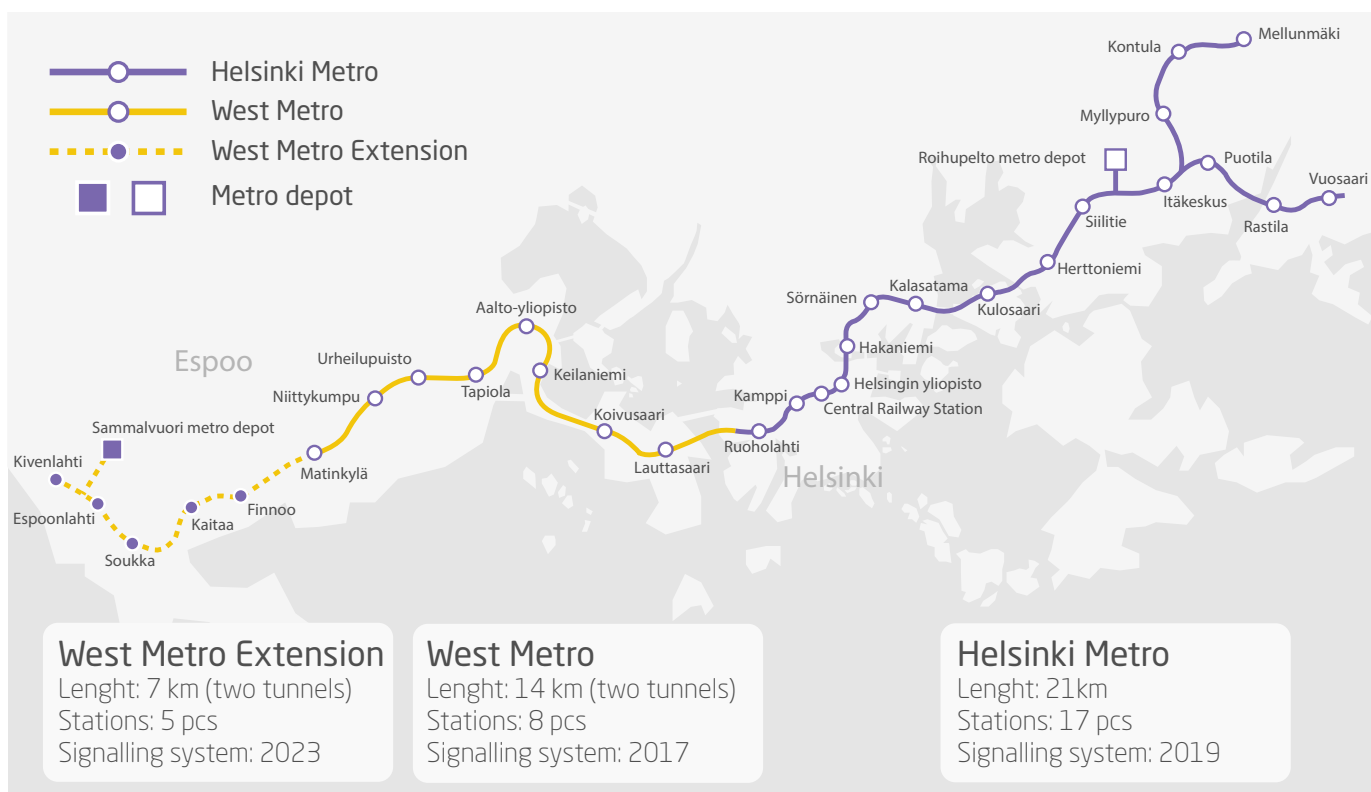 Helsinki Metro
West Metro
West Metro Extension
Metro depot
Mellunmäki
Kontula
Myllypuro
Roihupelto metro depot
Puotila
Vuosaari
Itäkeskus
Siilitie
Rastila
Herttoniemi
Kalasatama
Sörnäinen
Kulosaari
Aalto-yliopisto
Hakaniemi
Espoo
Urheilupuisto
Keilaniemi
Helsingin yliopisto
Tapiola
Niittykumpu
Kamppi
Central Railway Station
Koivusaari
Sammalvuori metro depot
Ruoholahti
Lauttasaari
Kivenlahti
Matinkylä
Helsinki
Finnoo
Espoonlahti
Kaitaa
Soukka
West Metro Extension
Lenght: 7 km (two tunnels)
Stations: 5 pcs
Signalling system: 2023
West Metro
Lenght: 14 km (two tunnels)
Stations: 8 pcs
Signalling system: 2017
Helsinki Metro
Lenght: 21km
Stations: 17 pcs
Signalling system: 2019